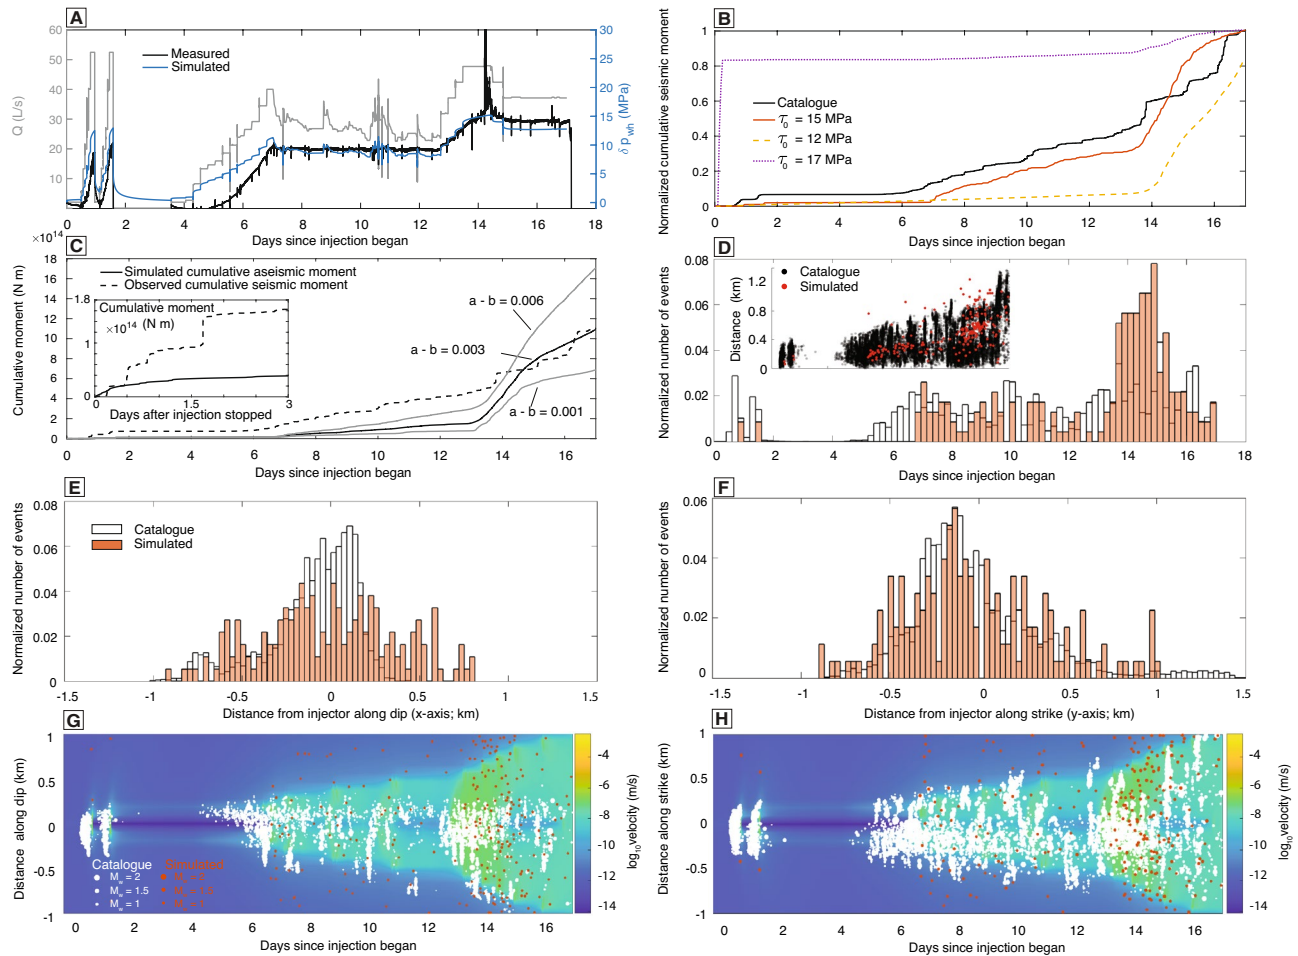 A
60
50
40
30
20
10
Q (L/s)
Measured
Simulated
30
25
20
15
10
5
0
δ p_wh (MPa)
0 2 4 6 8 10 12 14 16 18
Days since injection began
B
Normalized cumulative seismic moment
1
0.8
0.6
0.4
0.2
0
Catalogue
τ₀ = 15 MPa
τ₀ = 12 MPa
τ₀ = 17 MPa
0 2 4 6 8 10 12 14 16
Days since injection began
C
×10¹⁴
Cumulative moment (N m)
18
16
14
12
10
8
6
4
2
0
Simulated cumulative aseismic moment
Observed cumulative seismic moment
1.8
1
0
Cumulative moment
×10¹⁴ (N m)
0 1.5 3
Days after injection stopped
a - b = 0.006
a - b = 0.003
a - b = 0.001
0 2 4 6 8 10 12 14 16
Days since injection began
D
Normalized number of events
0.08
0.06
0.04
0.02
0
Distance (km)
1.2
0.8
0.4
0
Catalogue
Simulated
0 2 4 6 8 10 12 14 16 18
Days since injection began
E
Normalized number of events
0.08
0.06
0.04
0.02
0
Catalogue
Simulated
-1.5 -1 -0.5 0 0.5 1 1.5
Distance from injector along dip (x-axis; km)
F
Normalized number of events
0.06
0.04
0.02
0
-1.5 -1 -0.5 0 0.5 1 1.5
Distance from injector along strike (y-axis; km)
G
Distance along dip (km)
1
0.5
0
-0.5
-1
Catalogue Simulated
M_w = 2
M_w = 1.5
M_w = 1
0 2 4 6 8 10 12 14 16
Days since injection began
-4
-6
-8
-10
-12
-14
log₁₀velocity (m/s)
H
Distance along strike (km)
1
0.5
0
-0.5
-1
0 2 4 6 8 10 12 14 16
Days since injection began
-4
-6
-8
-10
-12
-14
log₁₀velocity (m/s)